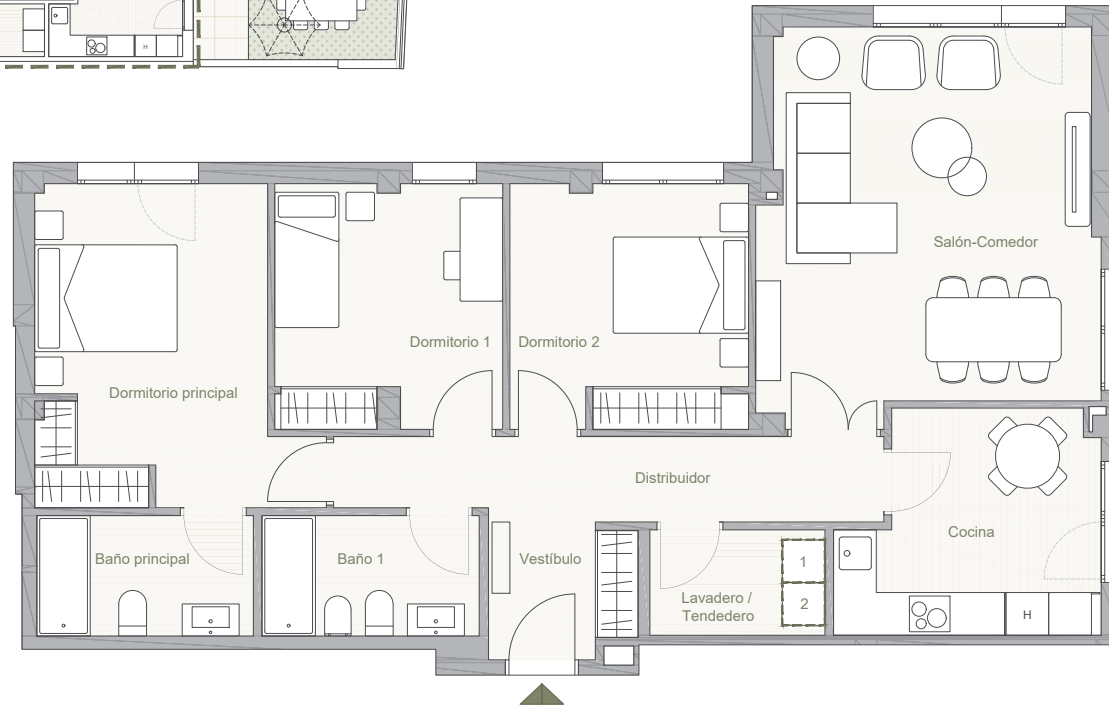 H
Salón-Comedor
Dormitorio 1
Dormitorio 2
Dormitorio principal
Distribuidor
Cocina
Baño principal
Baño 1
Vestíbulo
1
Lavadero /
Tendedero
2
H